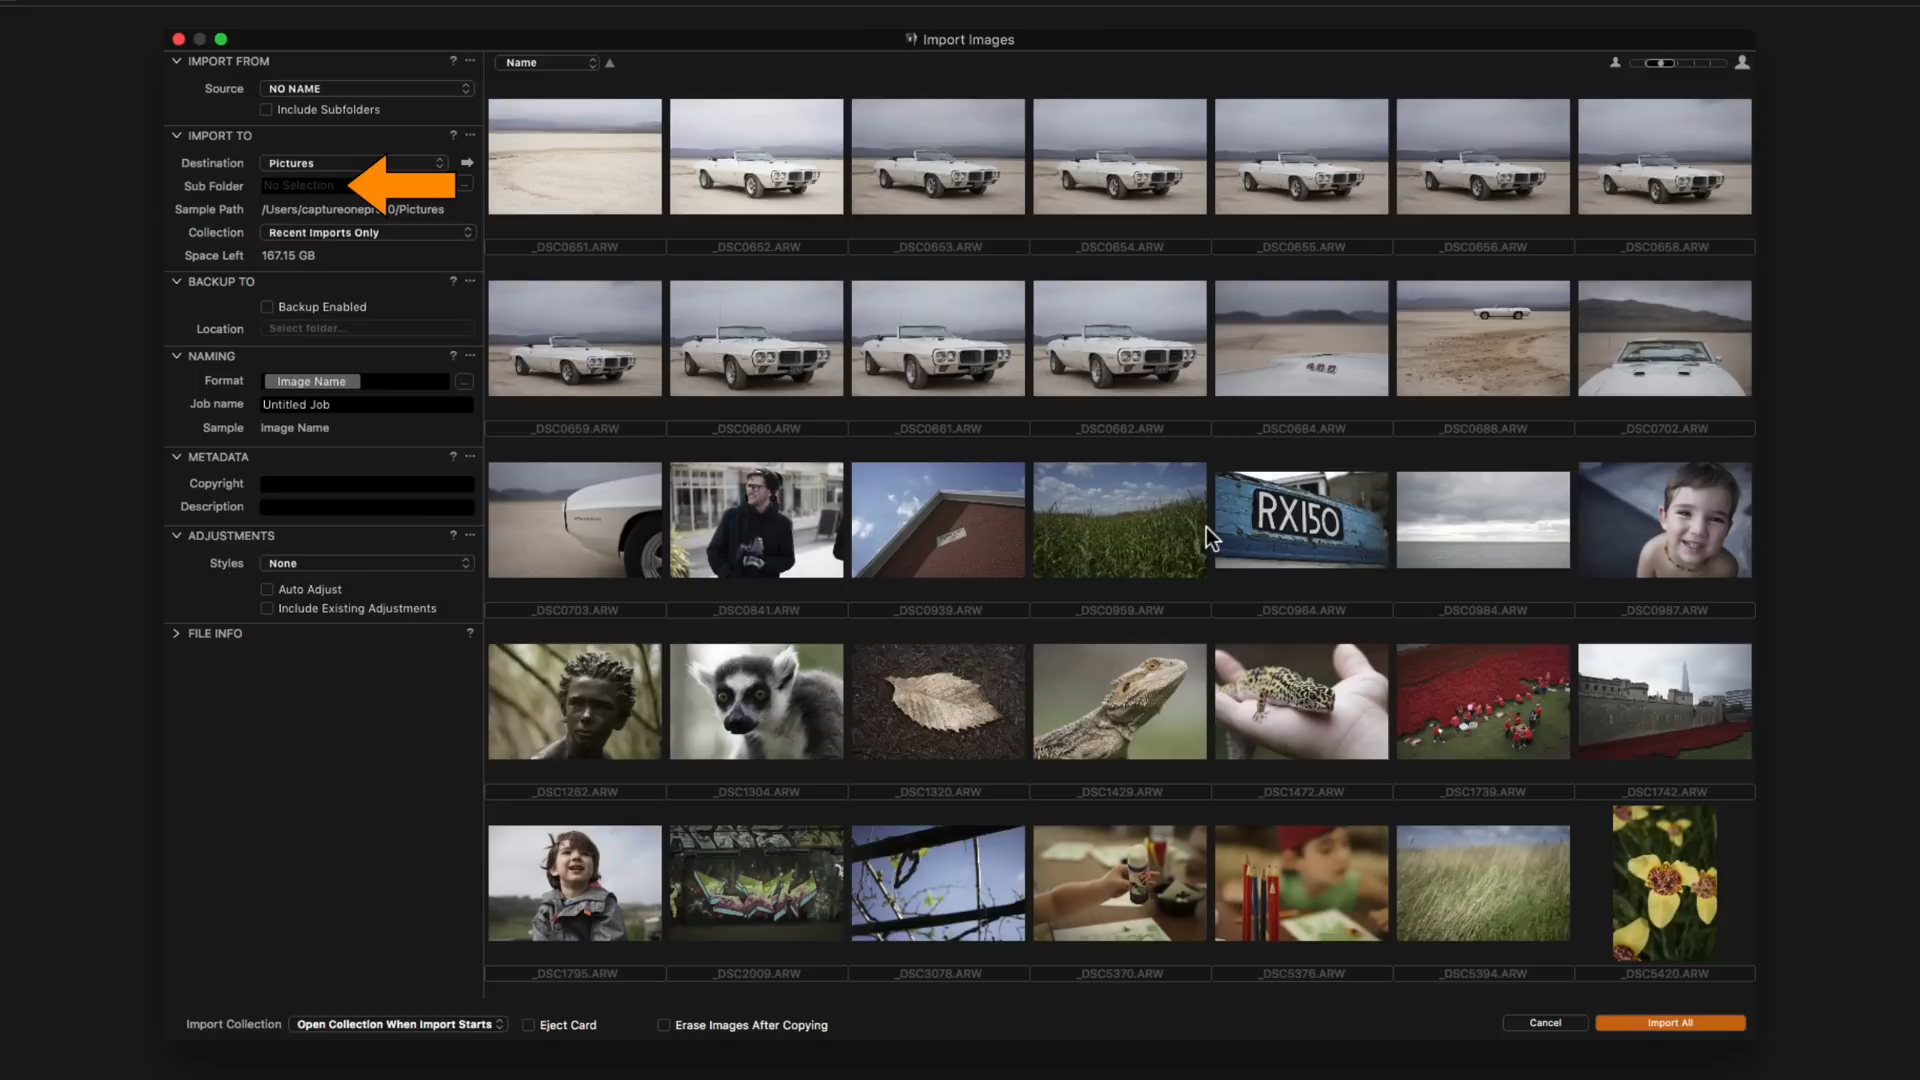 Import Images
IMPORT FROM ? ...
Source NO NAME
Include Subfolders
IMPORT TO ? ...
Destination Pictures
Sub Folder No Selection ...
Sample Path /Users/captureonepr 0/Pictures
Collection Recent Imports Only
Space Left 167.15 GB
BACKUP TO ? ...
Backup Enabled
Location Select folder...
NAMING ? ...
Format Image Name ...
Job name Untitled Job
Sample Image Name
METADATA ? ...
Copyright
Description
ADJUSTMENTS ? ...
Styles None
Auto Adjust
Include Existing Adjustments
FILE INFO ?
Name
_DSC0651.ARW _DSC0652.ARW _DSC0653.ARW _DSC0654.ARW _DSC0655.ARW _DSC0656.ARW _DSC0658.ARW
400
_DSC0659.ARW _DSC0660.ARW _DSC0661.ARW _DSC0662.ARW _DSC0684.ARW _DSC0688.ARW _DSC0702.ARW
RX150
_DSC0703.ARW _DSC0841.ARW _DSC0939.ARW _DSC0959.ARW _DSC0964.ARW _DSC0984.ARW _DSC0987.ARW
_DSC1262.ARW _DSC1304.ARW _DSC1320.ARW _DSC1429.ARW _DSC1472.ARW _DSC1739.ARW _DSC1742.ARW
_DSC1795.ARW _DSC2009.ARW _DSC3078.ARW _DSC5370.ARW _DSC5376.ARW _DSC5394.ARW _DSC5420.ARW
Import Collection Open Collection When Import Starts Eject Card Erase Images After Copying Cancel Import All